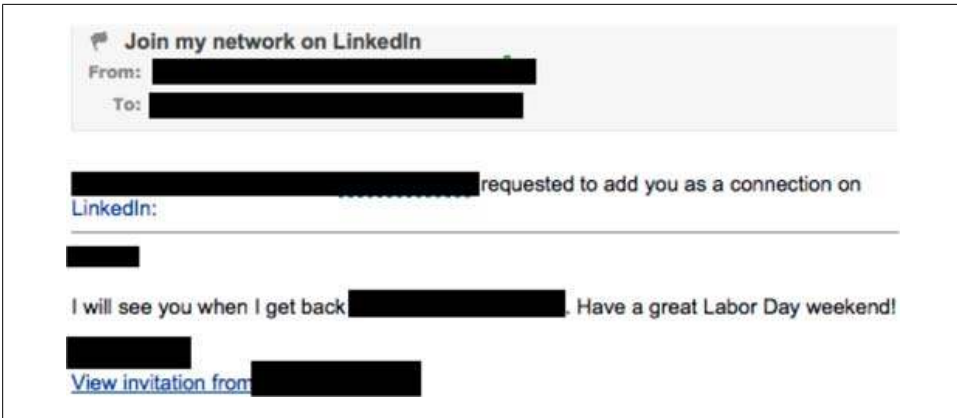 Join my network on LinkedIn
From:
To:
requested to add you as a connection on
LinkedIn:
I will see you when I get back . Have a great Labor Day weekend!
View invitation from